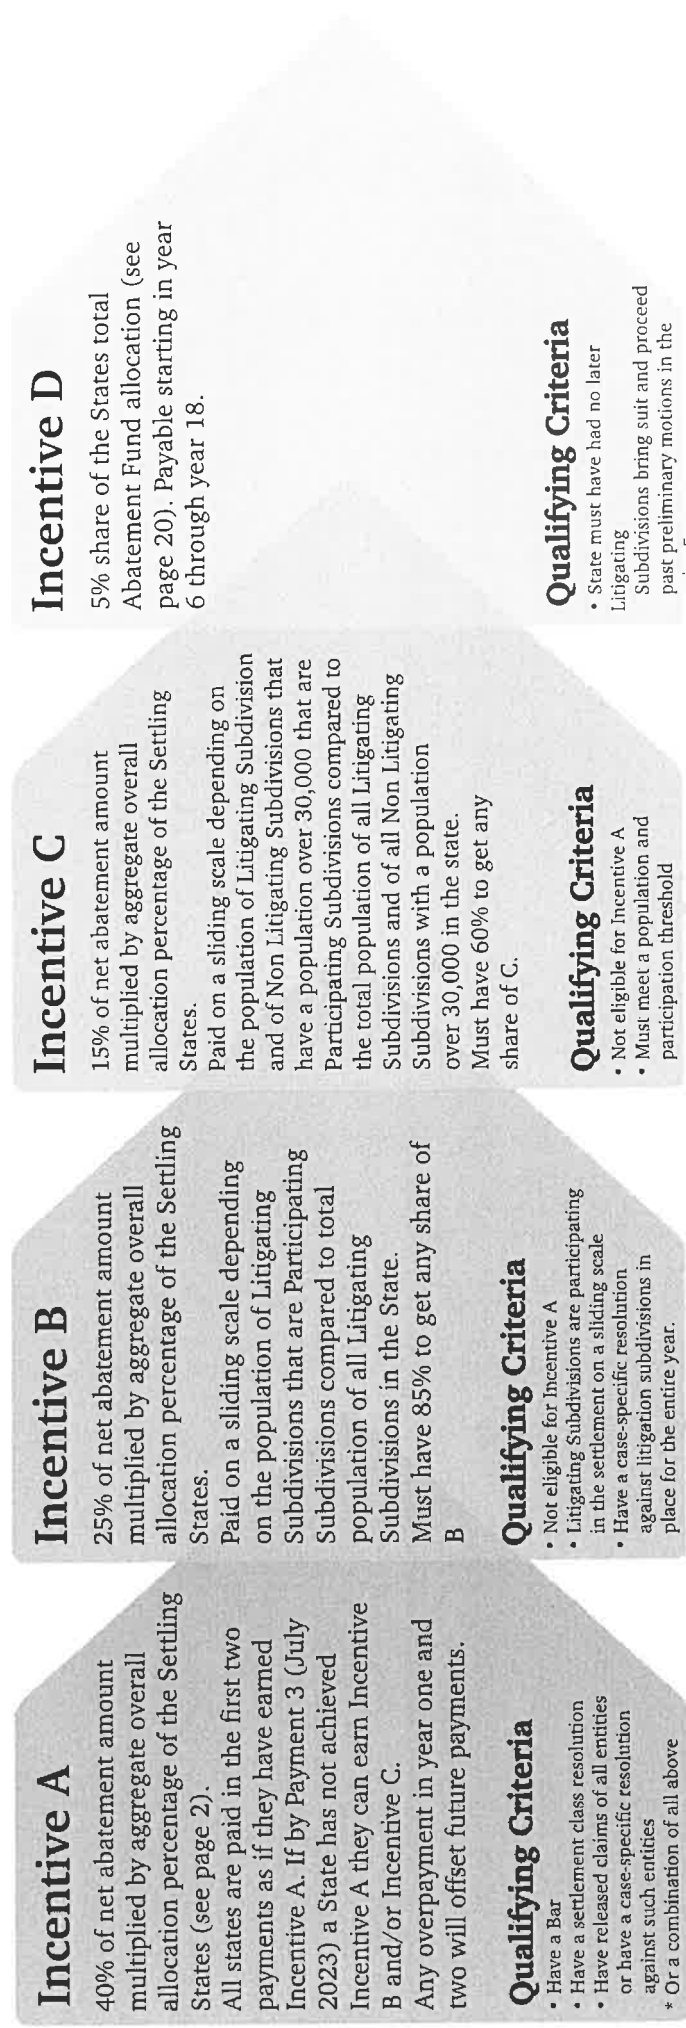 Incentive A
40% of net abatement amount
multiplied by aggregate overall
allocation percentage of the Settling
States (see page 2).
All states are paid in the first two
payments as if they have earned
Incentive A. If by Payment 3 (July
2023) a State has not achieved
Incentive A they can earn Incentive
B and/or Incentive C.
Any overpayment in year one and
two will offset future payments.
Qualifying Criteria
• Have a Bar
• Have a settlement class resolution
• Have released claims of all entities
or have a case-specific resolution
against such entities
* Or a combination of all above
Incentive B
25% of net abatement amount
multiplied by aggregate overall
allocation percentage of the Settling
States.
Paid on a sliding scale depending
on the population of Litigating
Subdivisions that are Participating
Subdivisions compared to total
population of all Litigating
Subdivisions in the State.
Must have 85% to get any share of
B
Qualifying Criteria
• Not eligible for Incentive A
• Litigating Subdivisions are participating
in the settlement on a sliding scale
• Have a case-specific resolution
against litigation subdivisions in
place for the entire year.
Incentive C
15% of net abatement amount
multiplied by aggregate overall
allocation percentage of the Settling
States.
Paid on a sliding scale depending on
the population of Litigating Subdivision
and of Non Litigating Subdivisions that
have a population over 30,000 that are
Participating Subdivisions compared to
the total population of all Litigating
Subdivisions and of all Non Litigating
Subdivisions with a population
over 30,000 in the state.
Must have 60% to get any
share of C.
Qualifying Criteria
• Not eligible for Incentive A
• Must meet a population and
participation threshold
Incentive D
5% share of the States total
Abatement Fund allocation (see
page 20). Payable starting in year
6 through year 18.
Qualifying Criteria
• State must have had no later
Litigating
Subdivisions bring suit and proceed
past preliminary motions in the